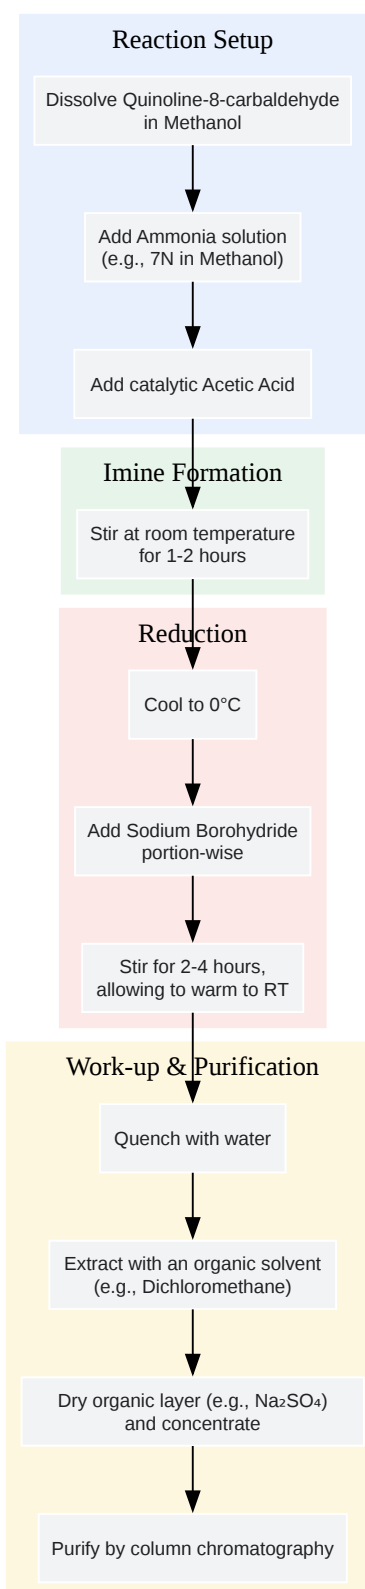 Reaction Setup
Dissolve Quinoline-8-carbaldehyde
in Methanol
Add Ammonia solution
(e.g., 7N in Methanol)
Add catalytic Acetic Acid
Imine Formation
Stir at room temperature
for 1-2 hours
Reduction
Cool to 0°C
Add Sodium Borohydride
portion-wise
Stir for 2-4 hours,
allowing to warm to RT
Work-up & Purification
Quench with water
Extract with an organic solvent
(e.g., Dichloromethane)
Dry organic layer (e.g., Na₂SO₄)
and concentrate
Purify by column chromatography